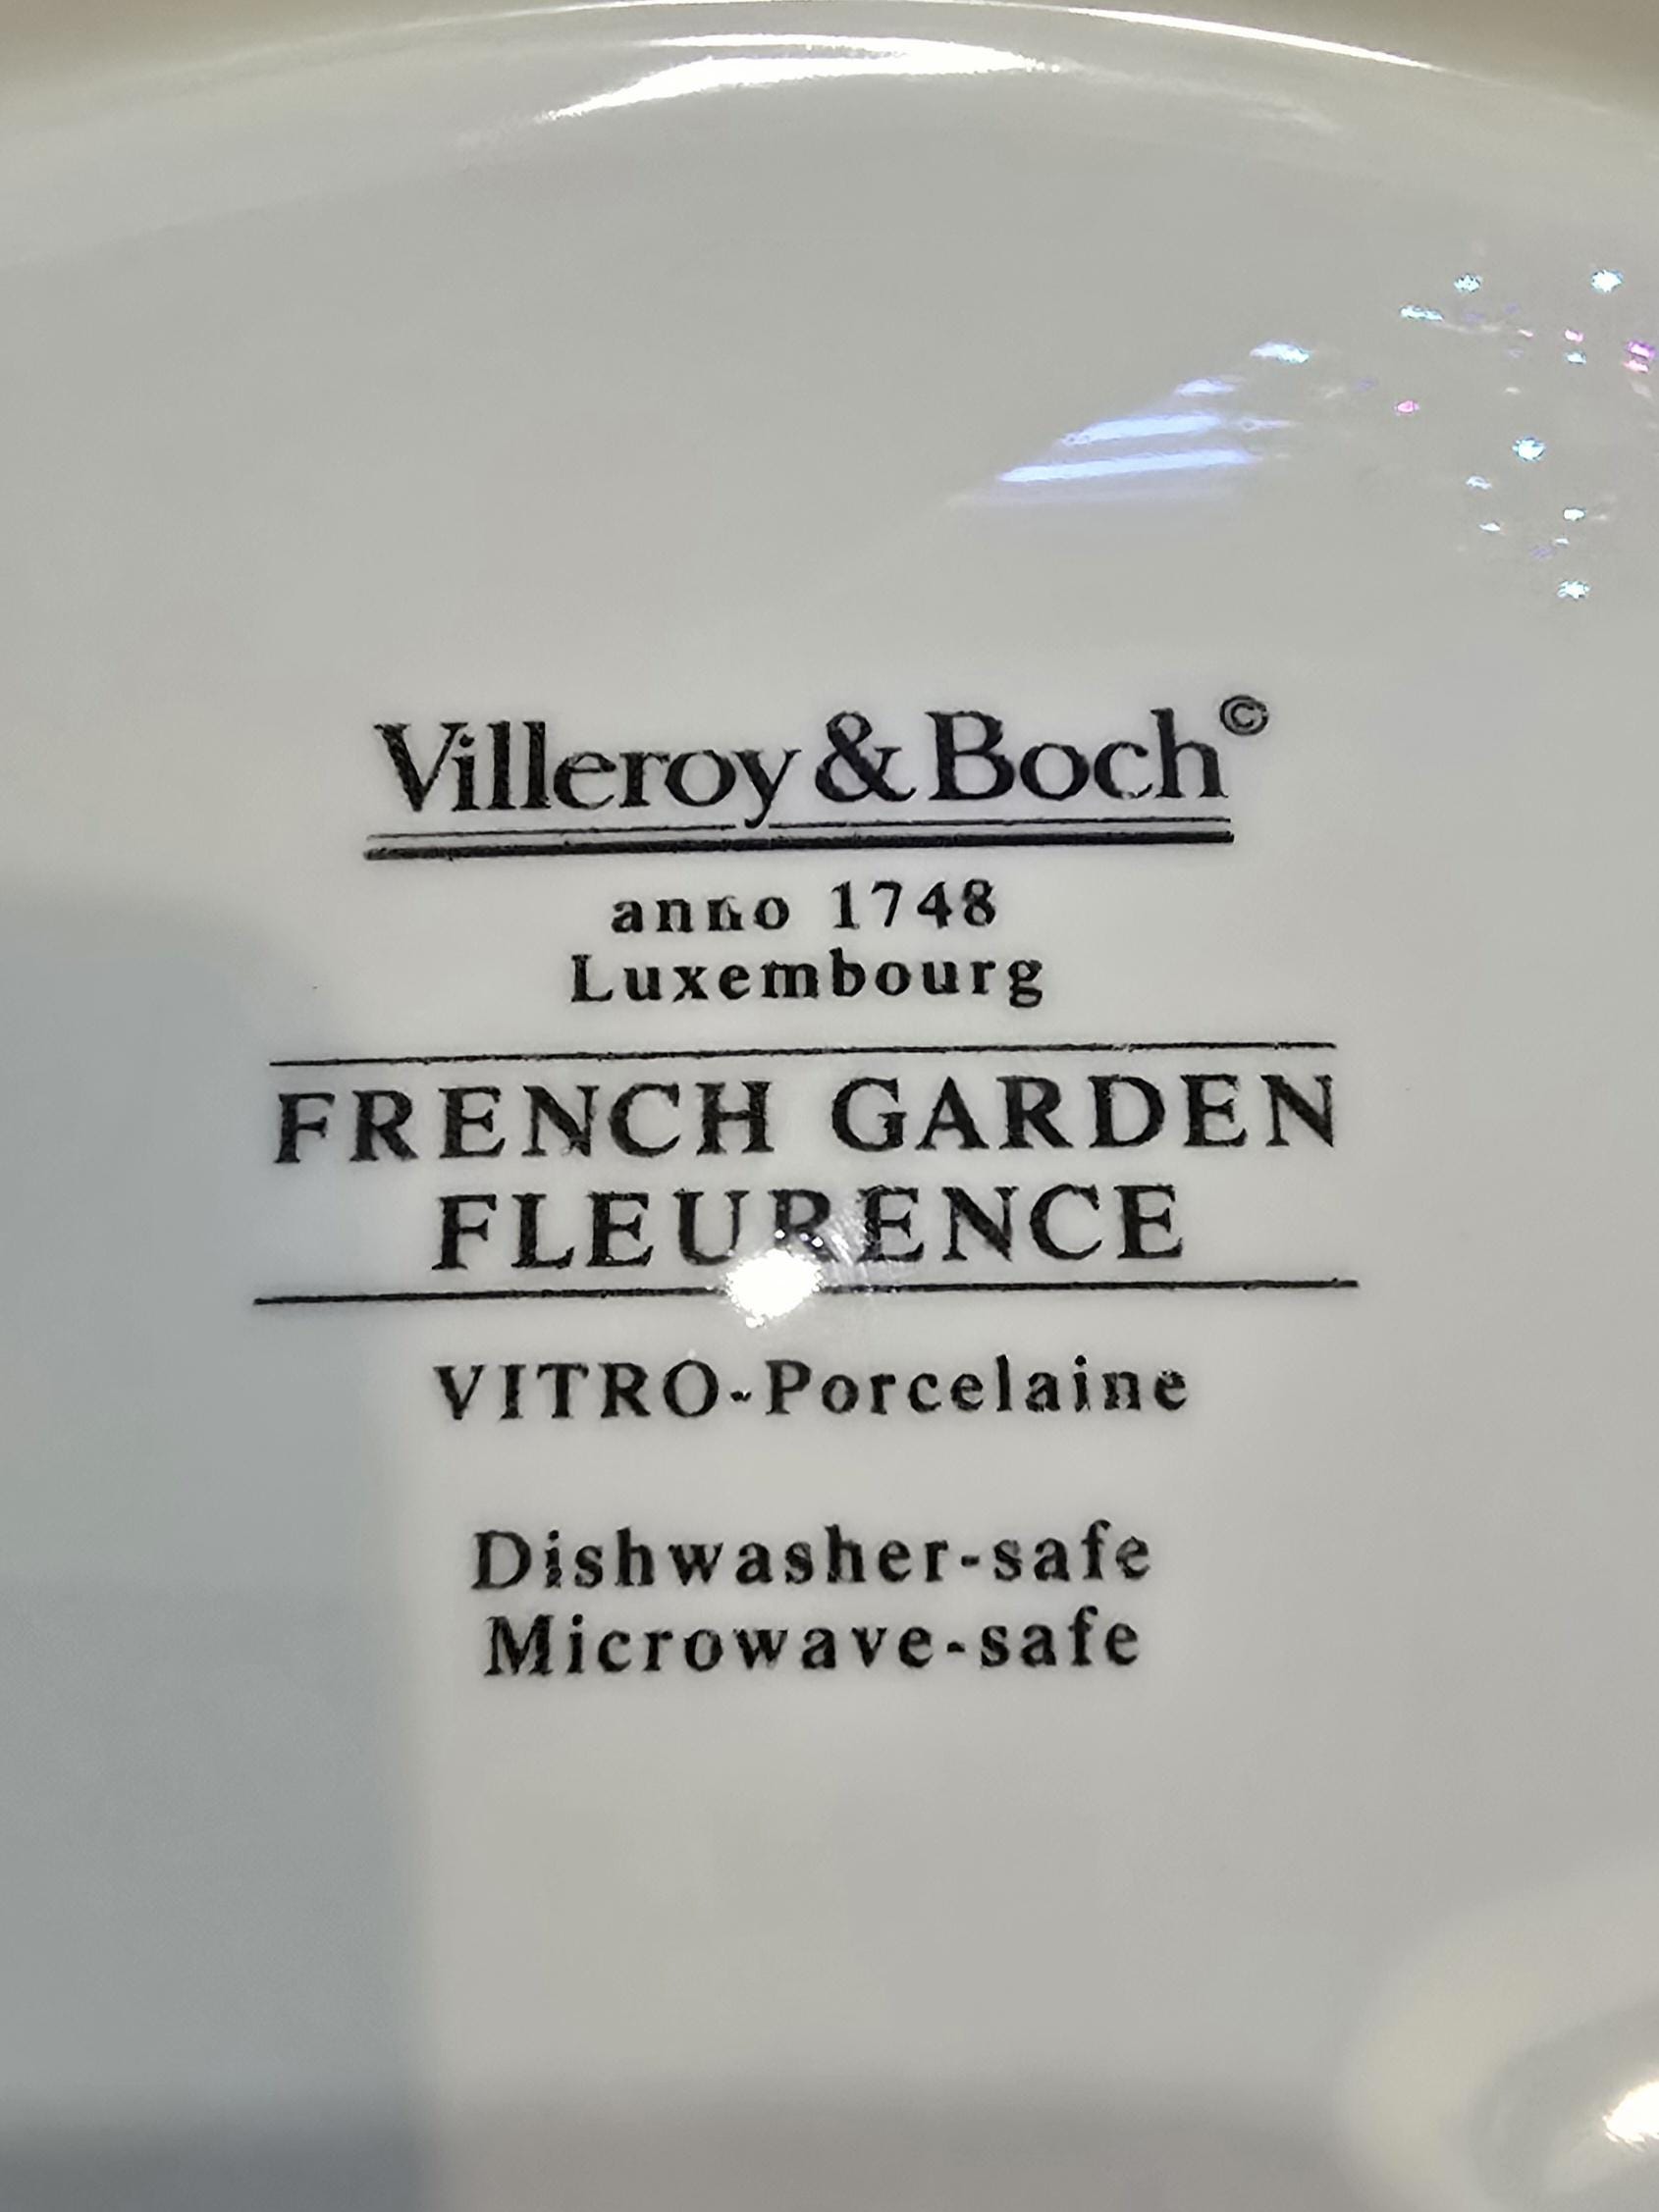 Villeroy & Boch©
anno 1748
Luxembourg
FRENCH GARDEN
FLEURENCE
VITRO-Porcelaine
Dishwasher-safe
Microwave-safe